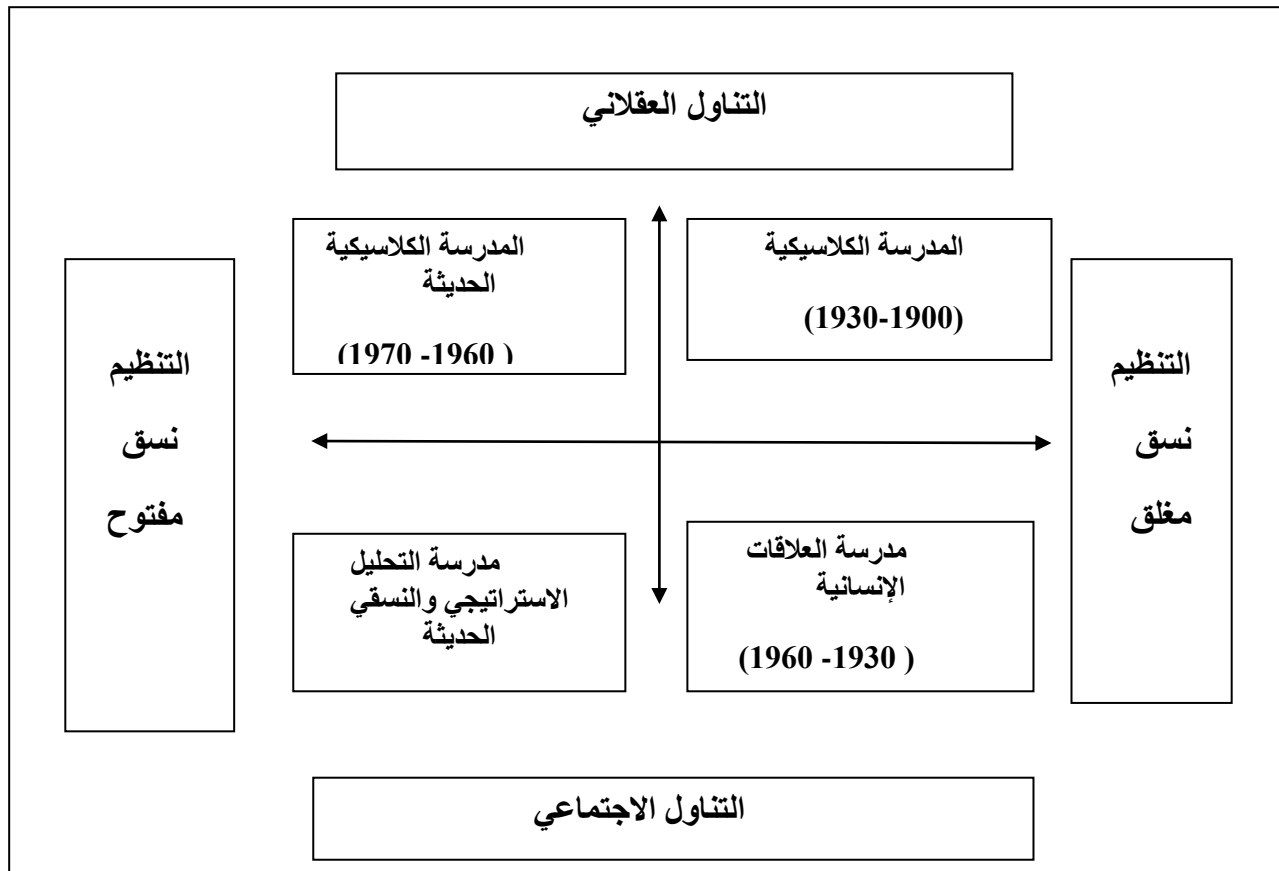 التناول العقلاني
المدرسة الكلاسيكية
(1930-1900)
المدرسة الكلاسيكية
الحديثة
(1970 -1960 )
التنظيم
نسق
مغلق
التنظيم
نسق
مفتوح
مدرسة العلاقات
الإنسانية
(1960 -1930 )
مدرسة التحليل
الاستراتيجي والنسقي
الحديثة
التناول الاجتماعي